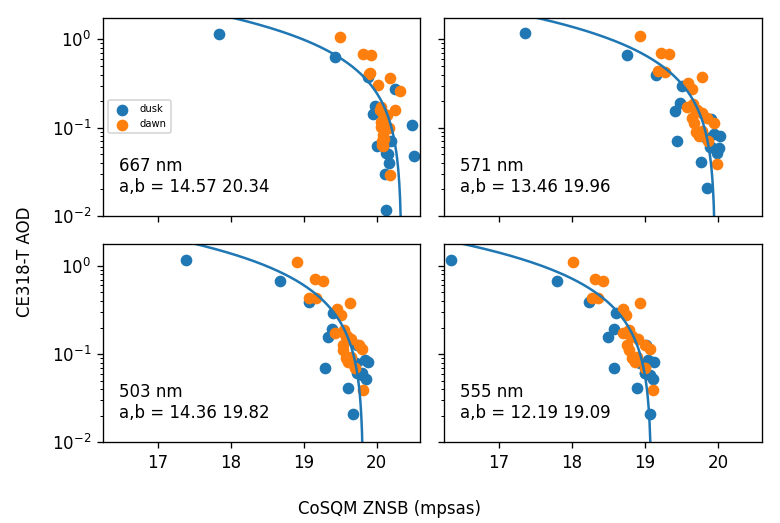 10⁰
10⁻¹
10⁻²
dusk
dawn
667 nm
a,b = 14.57 20.34
571 nm
a,b = 13.46 19.96
CE318-T AOD
10⁰
10⁻¹
10⁻²
503 nm
a,b = 14.36 19.82
555 nm
a,b = 12.19 19.09
17 18 19 20 17 18 19 20
CoSQM ZNSB (mpsas)